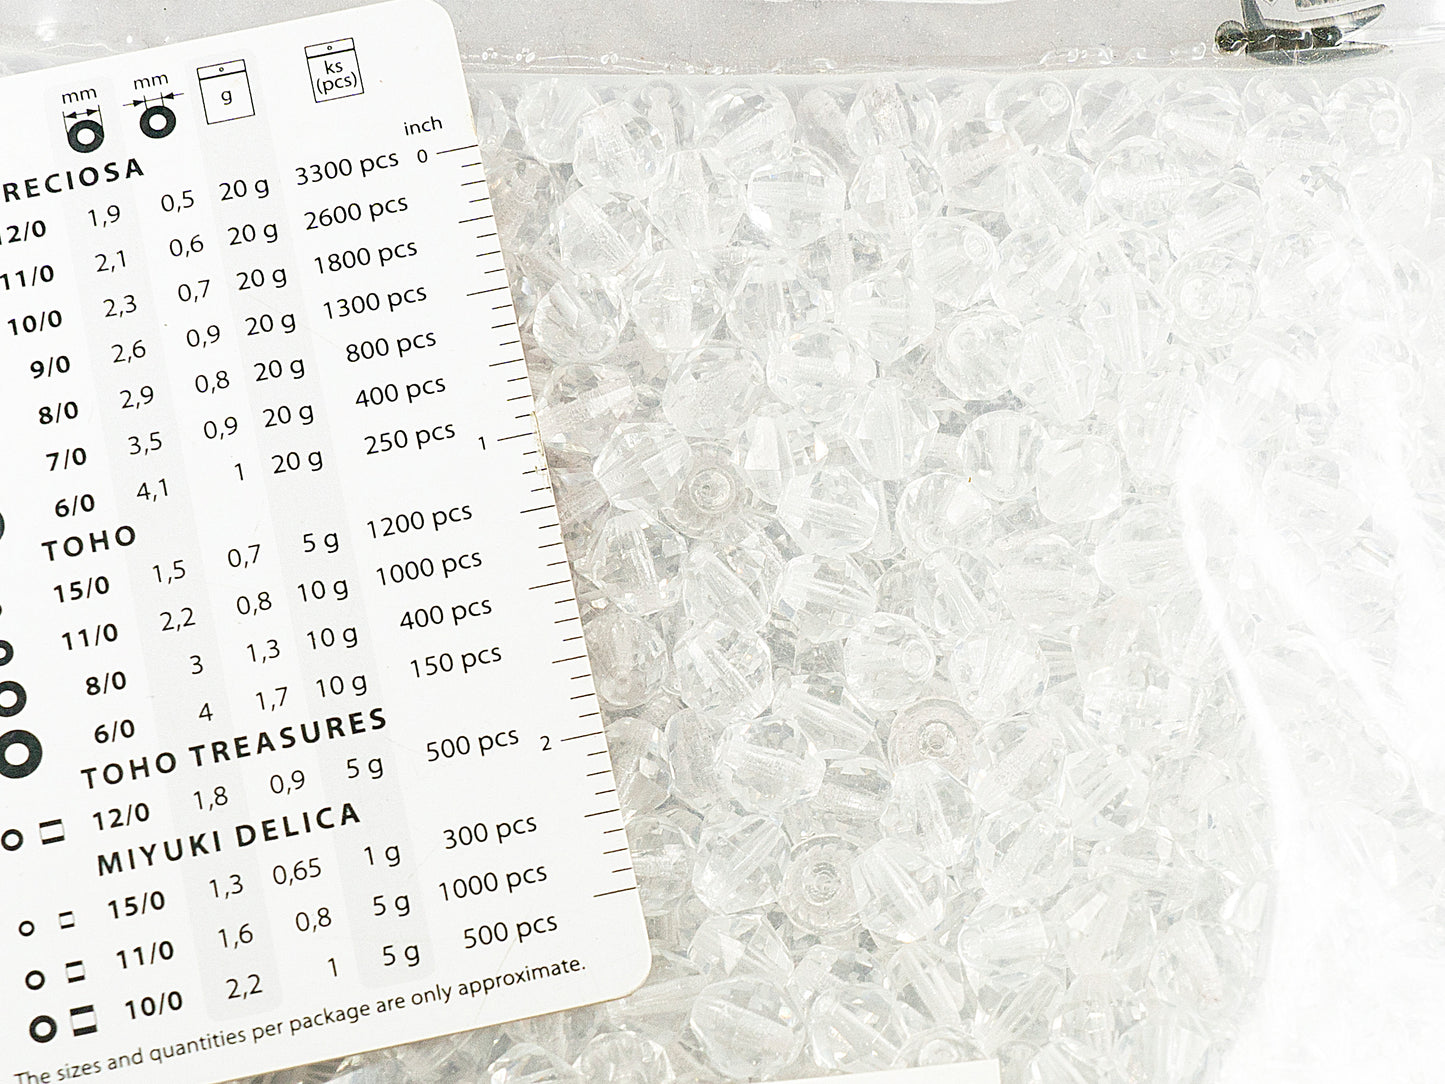 mm mm g ks (pcs)
inch
RECIOSA
12/0 1,9 0,5 20 g 3300 pcs 0
11/0 2,1 0,6 20 g 2600 pcs
10/0 2,3 0,7 20 g 1800 pcs
9/0 2,6 0,9 20 g 1300 pcs
8/0 2,9 0,8 20 g 800 pcs
7/0 3,5 0,9 20 g 400 pcs
6/0 4,1 1 20 g 250 pcs 1
TOHO
15/0 1,5 0,7 5 g 1200 pcs
11/0 2,2 0,8 10 g 1000 pcs
8/0 3 1,3 10 g 400 pcs
6/0 4 1,7 10 g 150 pcs
TOHO TREASURES
12/0 1,8 0,9 5 g 500 pcs 2
MIYUKI DELICA
15/0 1,3 0,65 1 g 300 pcs
11/0 1,6 0,8 5 g 1000 pcs
10/0 2,2 1 5 g 500 pcs
The sizes and quantities per package are only approximate.